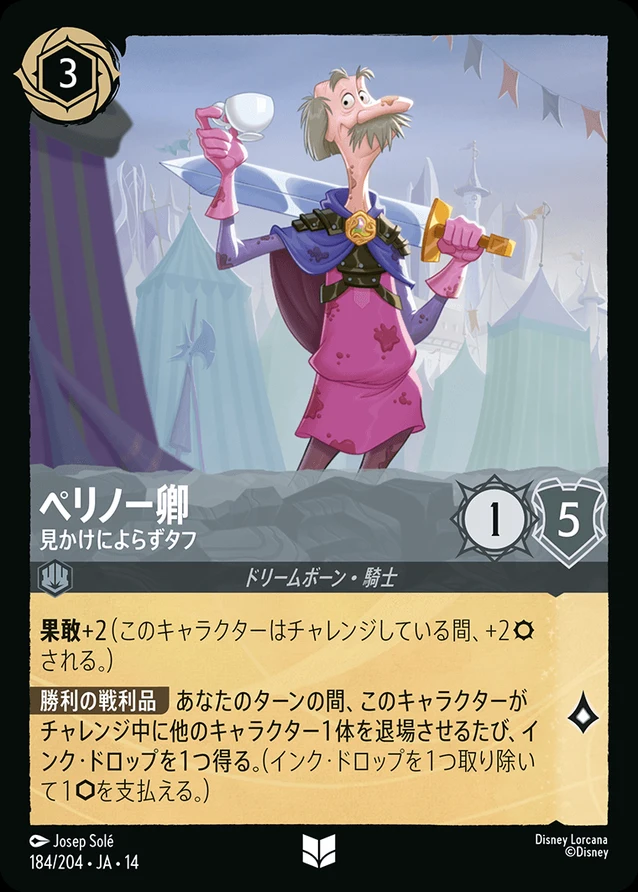 3
ペリノー卿
見かけによらずタフ
1
5
ドリームボーン・騎士
果敢+2(このキャラクターはチャレンジしている間、+2
される。)
勝利の戦利品 あなたのターンの間、このキャラクターが
チャレンジ中に他のキャラクター1体を退場させるたび、イ
ンク・ドロップを1つ得る。(インク・ドロップを1つ取り除い
て1を支払える。)
Josep Solé
184/204・JA・14
Disney Lorcana
©Disney